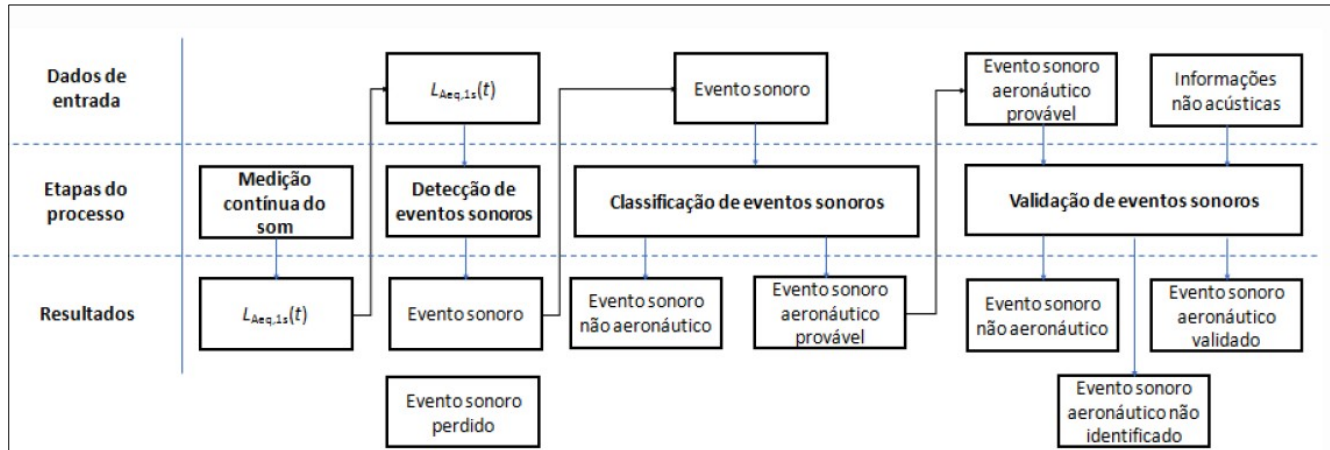 Dados de
entrada
LAeq,1s(t)
Evento sonoro
Evento sonoro
aeronáutico
provável
Informações
não acústicas
Etapas do
processo
Medição
contínua do
som
Detecção de
eventos sonoros
Classificação de eventos sonoros
Validação de eventos sonoros
Resultados
LAeq,1s(t)
Evento sonoro
Evento sonoro
não aeronáutico
Evento sonoro
aeronáutico
provável
Evento sonoro
não aeronáutico
Evento sonoro
aeronáutico
validado
Evento sonoro
perdido
Evento sonoro
aeronáutico não
identificado